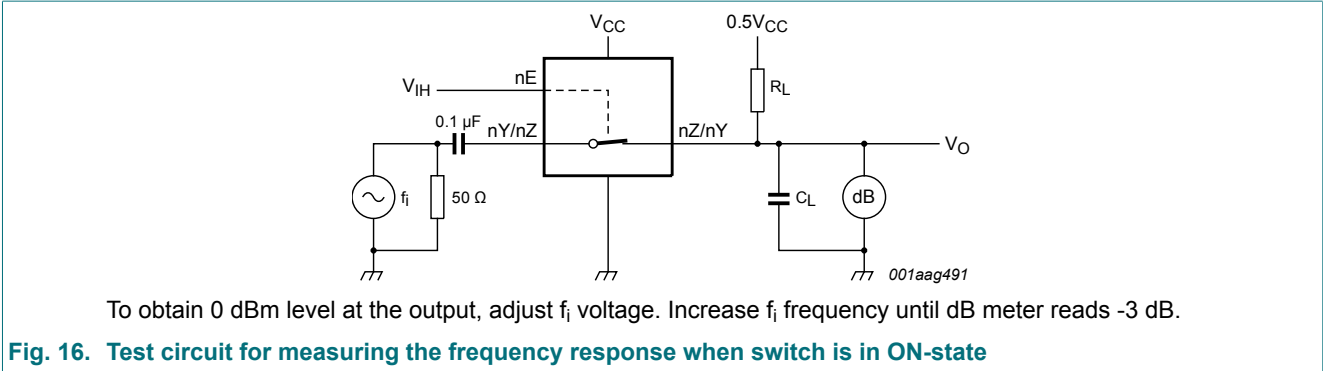 VCC
0.5VCC
nE
VIH
RL
0.1 µF
nY/nZ
nZ/nY
VO
fi
50 Ω
CL
dB
001aag491
To obtain 0 dBm level at the output, adjust fi voltage. Increase fi frequency until dB meter reads -3 dB.
Fig. 16. Test circuit for measuring the frequency response when switch is in ON-state